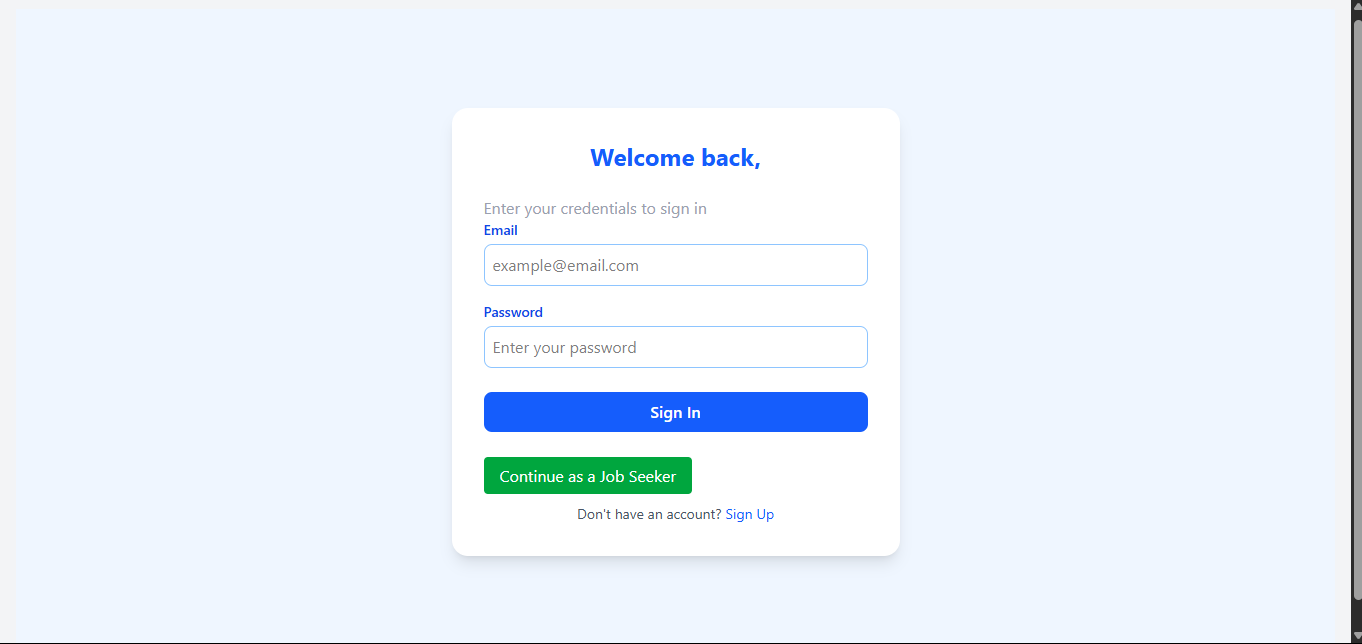 Welcome back,
Enter your credentials to sign in
Email
example@email.com
Password
Enter your password
Sign In
Continue as a Job Seeker
Don't have an account? Sign Up